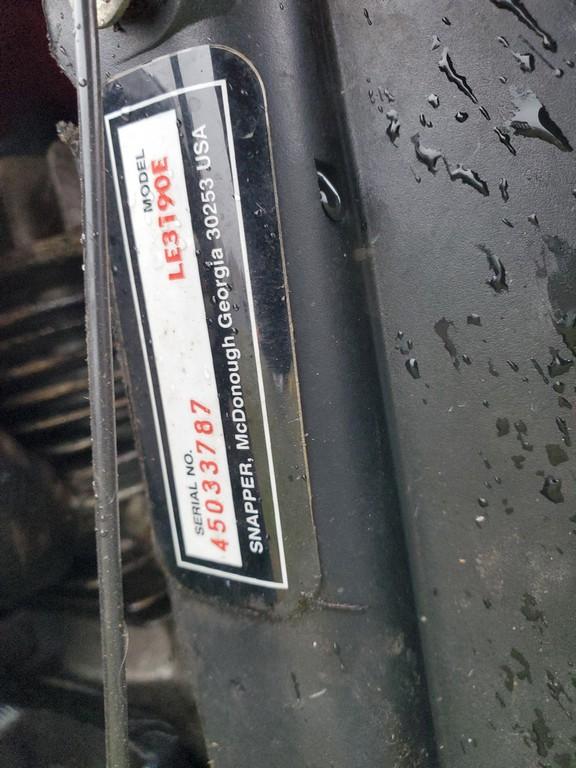 SERIAL NO. MODEL
45033787 LE3190E
SNAPPER, McDonough, Georgia 30253 USA